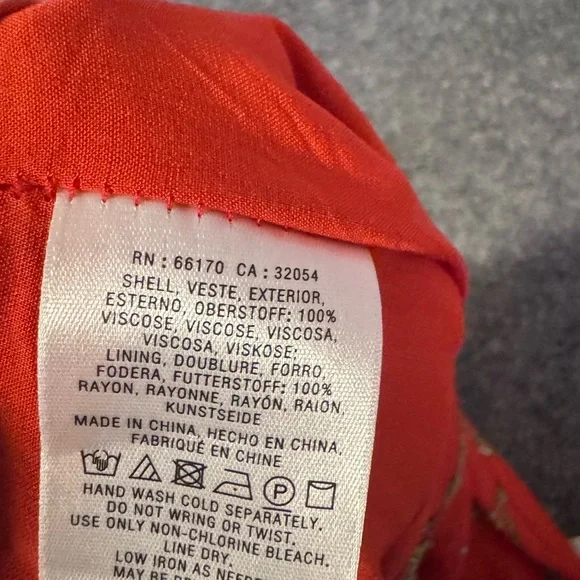 RN : 66170 CA : 32054
SHELL, VESTE, EXTERIOR,
ESTERNO, OBERSTOFF: 100%
VISCOSE, VISCOSE, VISCOSA,
VISCOSA, VISKOSE;
LINING, DOUBLURE, FORRO,
FODERA, FUTTERSTOFF: 100%
RAYON, RAYONNE, RAYÓN, RAION,
KUNSTSEIDE
MADE IN CHINA, HECHO EN CHINA,
FABRIQUÉ EN CHINE
P
HAND WASH COLD SEPARATELY.
DO NOT WRING OR TWIST.
USE ONLY NON-CHLORINE BLEACH.
LINE DRY.
LOW IRON AS NEEDED
MAY BE